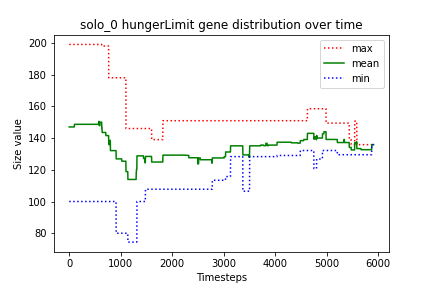 solo_0 hungerLimit gene distribution over time
max
mean
min
Size value
200
180
160
140
120
100
80
0 1000 2000 3000 4000 5000 6000
Timesteps